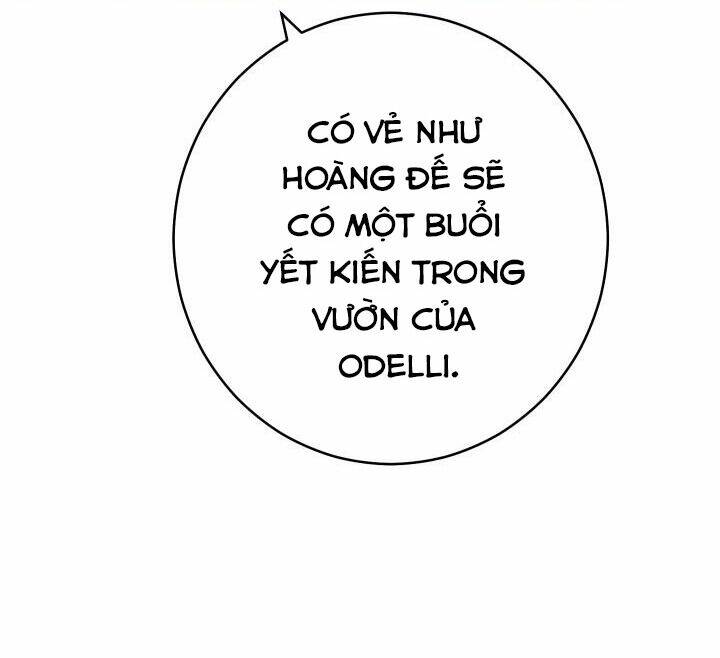 CÓ VẺ NHƯ
HOÀNG ĐẾ SẼ
CÓ MỘT BUỔI
YẾT KIẾN TRONG
VƯỜN CỦA
ODELLI.